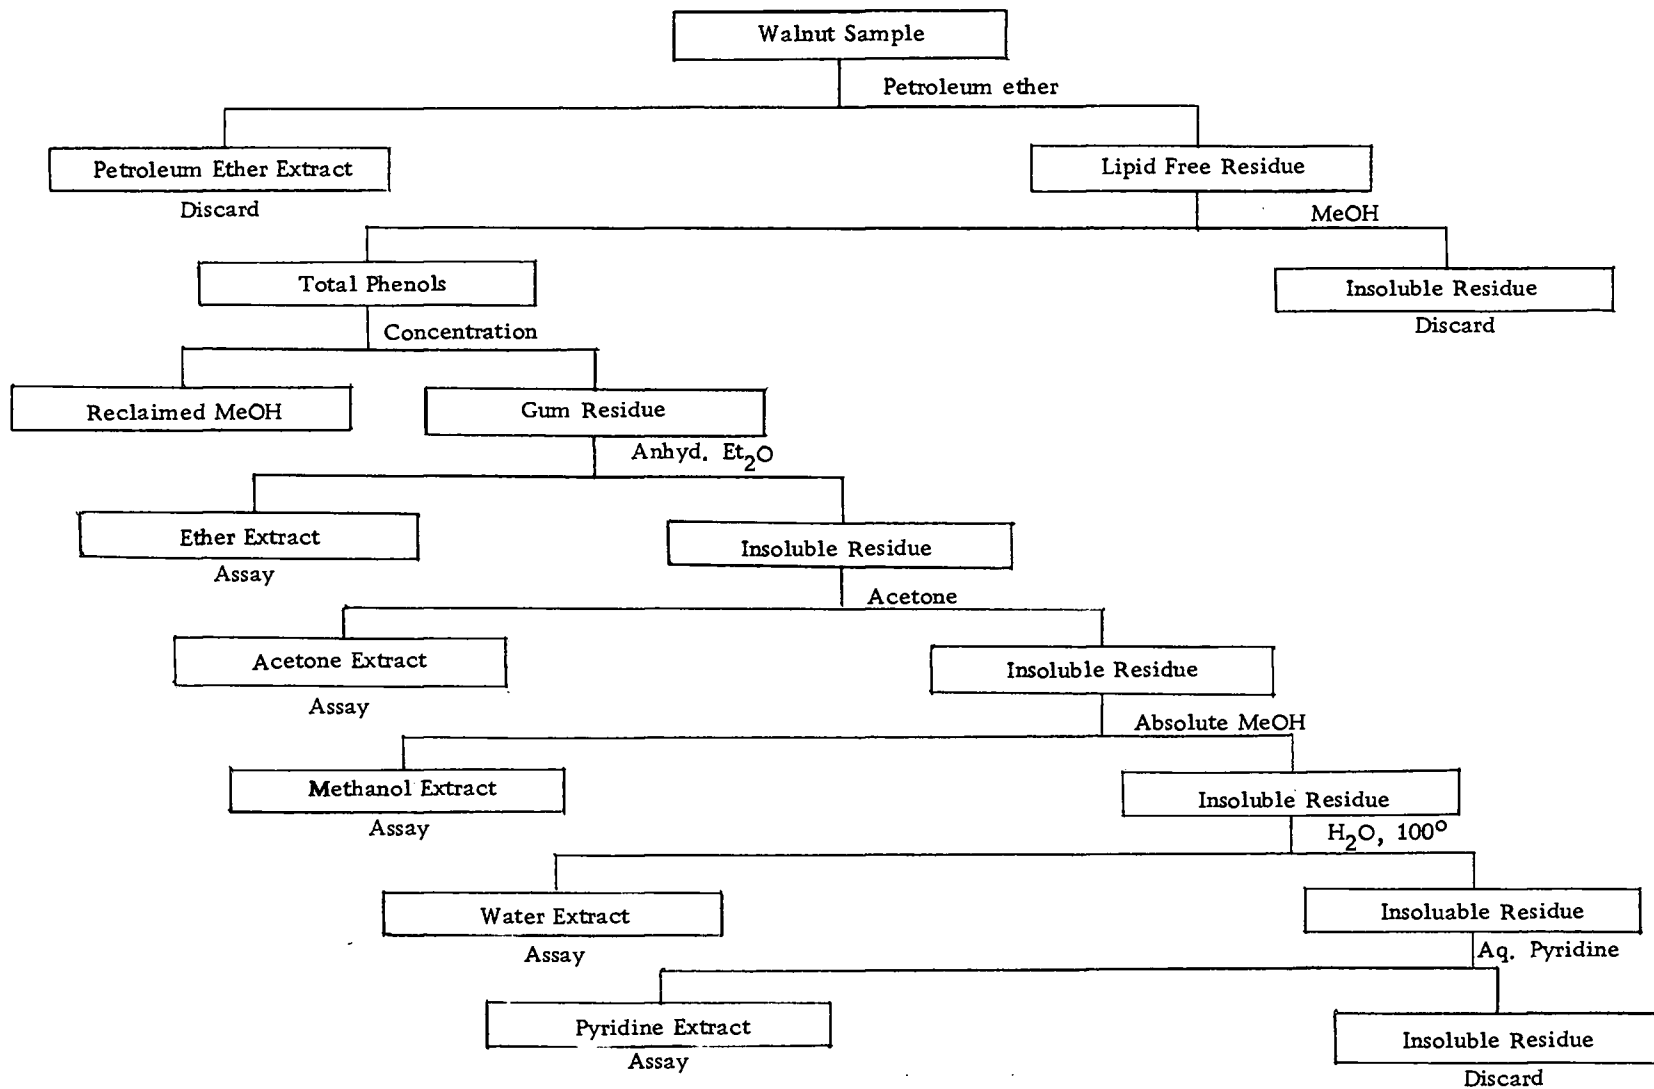 Walnut Sample
Petroleum ether
Petroleum Ether Extract
Discard
Lipid Free Residue
MeOH
Total Phenols
Insoluble Residue
Discard
Concentration
Reclaimed MeOH
Gum Residue
Anhyd. Et₂O
Ether Extract
Assay
Insoluble Residue
Acetone
Acetone Extract
Assay
Insoluble Residue
Absolute MeOH
Methanol Extract
Assay
Insoluble Residue
H₂O, 100°
Water Extract
Assay
Insoluable Residue
Aq. Pyridine
Pyridine Extract
Assay
Insoluble Residue
Discard